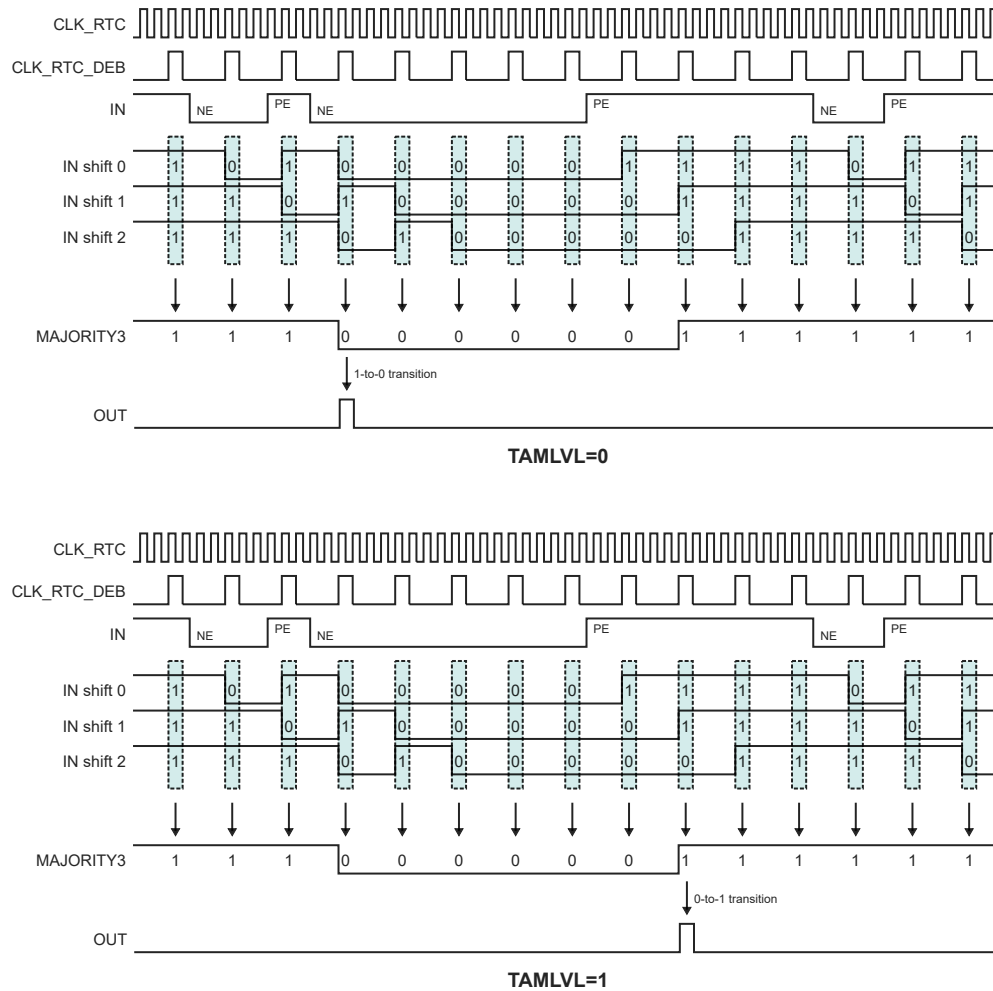 CLK_RTC
CLK_RTC_DEB
IN NE PE NE PE NE PE
IN shift 0 1 0 1 0 0 0 0 0 1 1 1 1 0 1 1
IN shift 1 1 1 0 1 0 0 0 0 0 1 1 1 1 0 1
IN shift 2 1 1 1 0 1 0 0 0 0 0 1 1 1 1 0
MAJORITY3 1 1 1 0 0 0 0 0 0 1 1 1 1 1 1
1-to-0 transition
OUT
TAMLVL=0
CLK_RTC
CLK_RTC_DEB
IN NE PE NE PE NE PE
IN shift 0 1 0 1 0 0 0 0 0 1 1 1 1 0 1 1
IN shift 1 1 1 0 1 0 0 0 0 0 1 1 1 1 0 1
IN shift 2 1 1 1 0 1 0 0 0 0 0 1 1 1 1 0
MAJORITY3 1 1 1 0 0 0 0 0 0 1 1 1 1 1 1
0-to-1 transition
OUT
TAMLVL=1